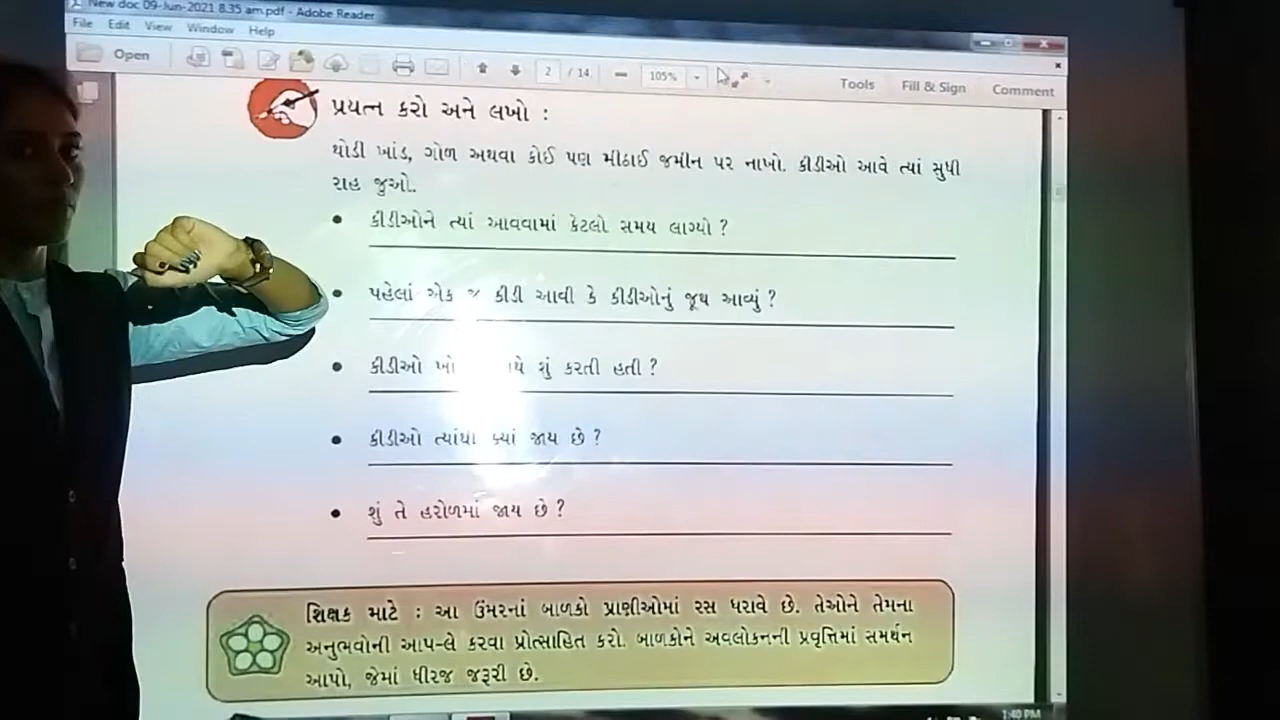 New doc 09-Jun-2021 8.35 am.pdf - Adobe Reader
File Edit View Window Help
Open 2 / 14 105% Tools Fill & Sign Comment
પ્રયત્ન કરો અને લખો :
થોડી ખાંડ, ગોળ અથવા કોઈ પણ મીઠાઈ જમીન પર નાખો. કીડીઓ આવે ત્યાં સુધી
રાહ જુઓ.
• કીડીઓને ત્યાં આવવામાં કેટલો સમય લાગ્યો ?
• પહેલાં એક જ કીડી આવી કે કીડીઓનું જૂથ આવ્યું ?
• કીડીઓ શું કરતી હતી ?
• કીડીઓ ત્યાંથી ક્યાં જાય છે ?
• શું તે હરોળમાં જાય છે ?
શિક્ષક માટે : આ ઉંમરનાં બાળકો પ્રાણીઓમાં રસ ધરાવે છે. તેઓને તેમના
અનુભવોની આપ-લે કરવા પ્રોત્સાહિત કરો. બાળકોને અવલોકનની પ્રવૃત્તિમાં સમર્થન
આપો, જેમાં ધીરજ જરૂરી છે.
1:40 PM